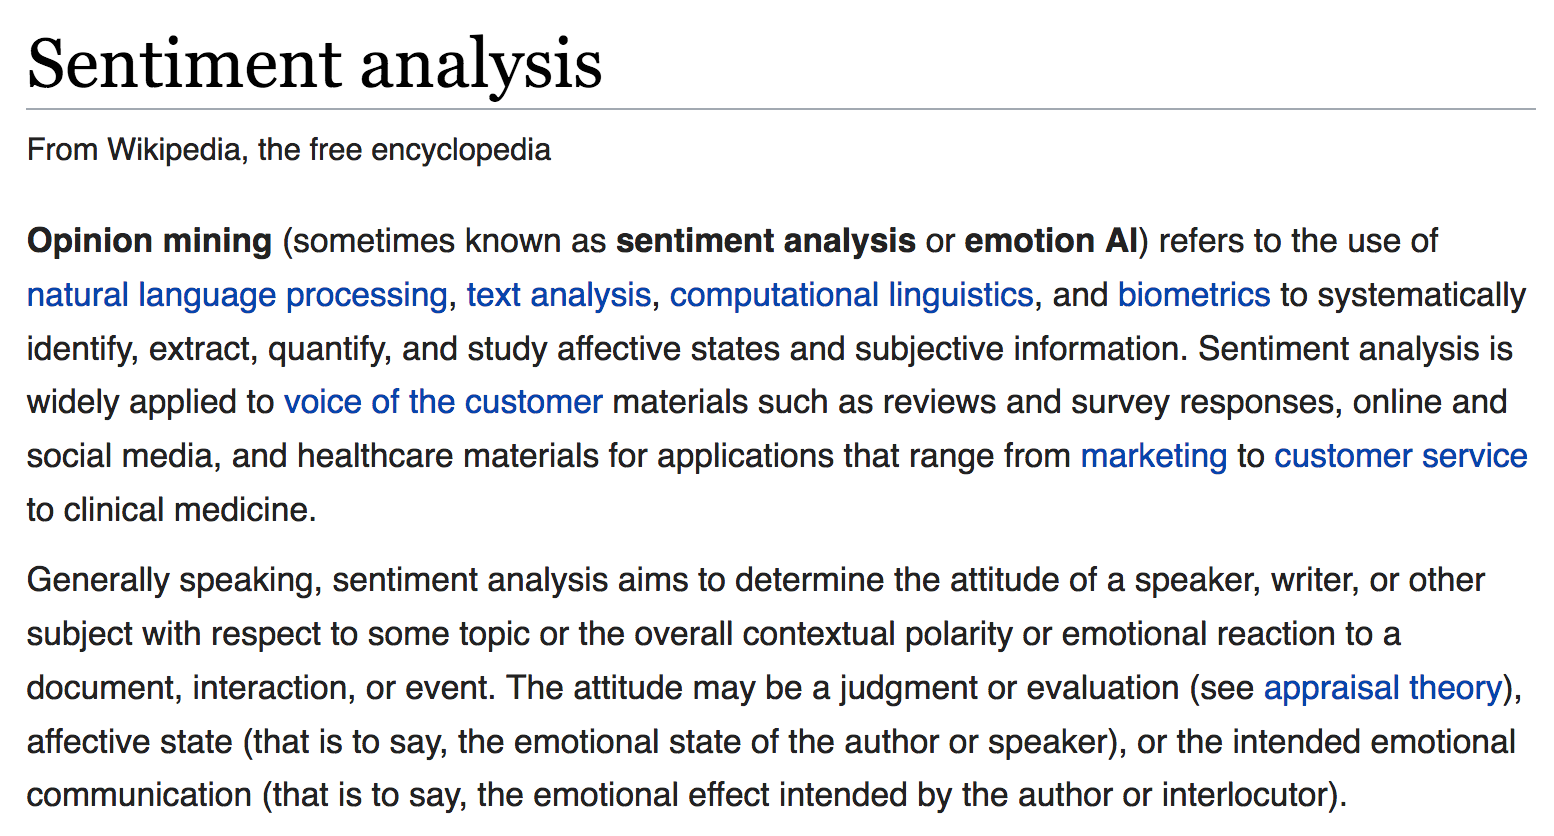 Sentiment analysis
From Wikipedia, the free encyclopedia
Opinion mining (sometimes known as sentiment analysis or emotion AI) refers to the use of
natural language processing, text analysis, computational linguistics, and biometrics to systematically
identify, extract, quantify, and study affective states and subjective information. Sentiment analysis is
widely applied to voice of the customer materials such as reviews and survey responses, online and
social media, and healthcare materials for applications that range from marketing to customer service
to clinical medicine.
Generally speaking, sentiment analysis aims to determine the attitude of a speaker, writer, or other
subject with respect to some topic or the overall contextual polarity or emotional reaction to a
document, interaction, or event. The attitude may be a judgment or evaluation (see appraisal theory),
affective state (that is to say, the emotional state of the author or speaker), or the intended emotional
communication (that is to say, the emotional effect intended by the author or interlocutor).